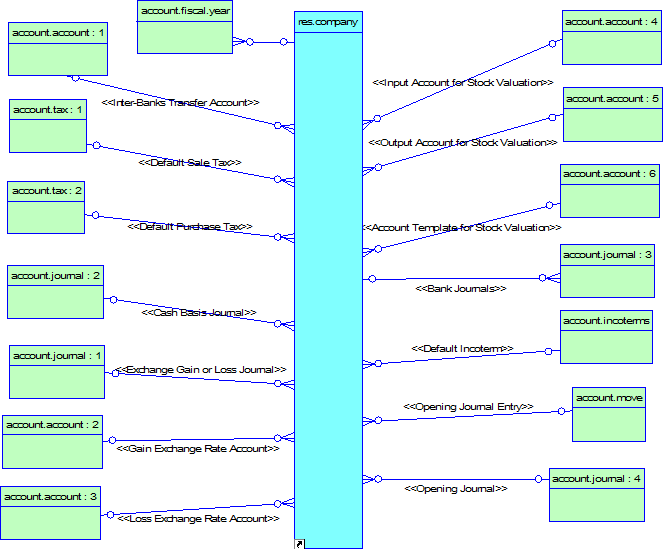 account.fiscal.year
res.company
account.account : 1
account.account : 4
<<Input Account for Stock Valuation>>
<<Inter-Banks Transfer Account>>
account.tax : 1
account.account : 5
<<Output Account for Stock Valuation>>
<<Default Sale Tax>>
account.tax : 2
account.account : 6
<<Default Purchase Tax>>
<<Account Template for Stock Valuation>>
account.journal : 2
account.journal : 3
<<Bank Journals>>
<<Cash Basis Journal>>
account.incoterms
account.journal : 1
<<Default Incoterm>>
<<Exchange Gain or Loss Journal>>
account.move
<<Opening Journal Entry>>
account.account : 2
<<Gain Exchange Rate Account>>
account.journal : 4
<<Opening Journal>>
account.account : 3
<<Loss Exchange Rate Account>>